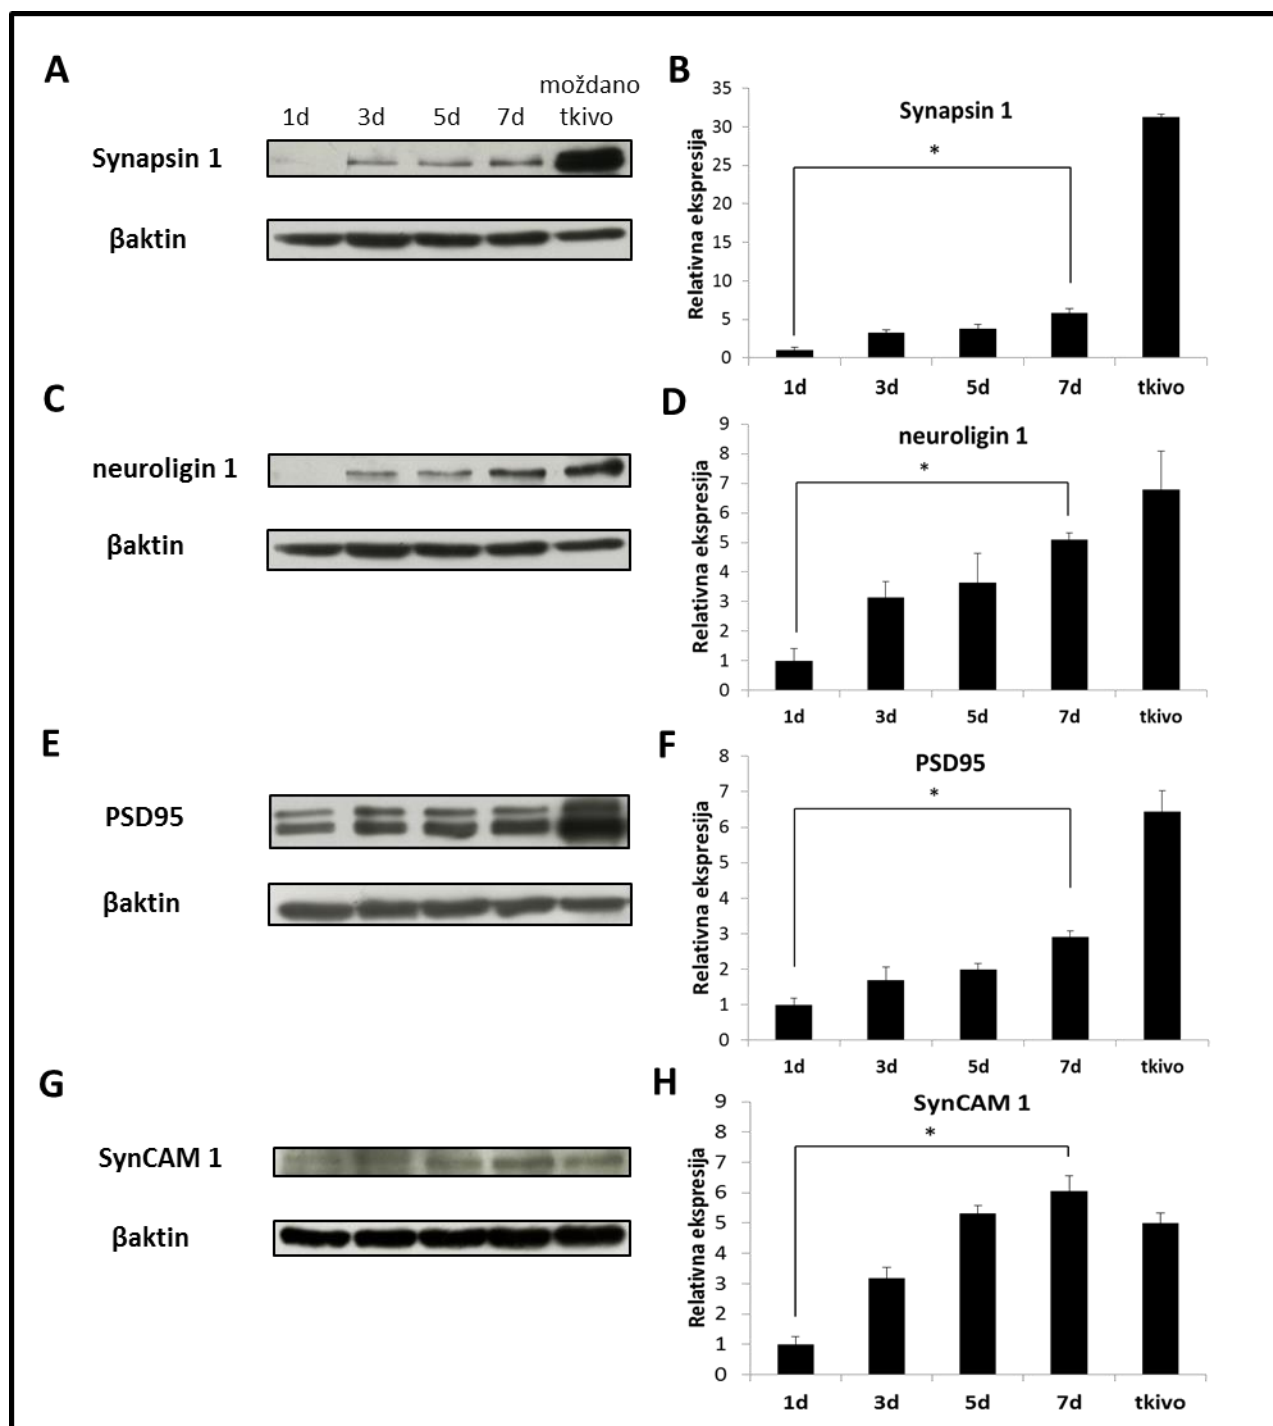 A
1d 3d 5d 7d moždano tkivo
Synapsin 1
βaktin
B
Synapsin 1
*
Relativna ekspresija
35
30
25
20
15
10
5
0
1d 3d 5d 7d tkivo
C
neuroligin 1
βaktin
D
neuroligin 1
*
Relativna ekspresija
9
8
7
6
5
4
3
2
1
0
1d 3d 5d 7d tkivo
E
PSD95
βaktin
F
PSD95
*
Relativna ekspresija
8
7
6
5
4
3
2
1
0
1d 3d 5d 7d tkivo
G
SynCAM 1
βaktin
H
SynCAM 1
*
Relativna ekspresija
9
8
7
6
5
4
3
2
1
0
1d 3d 5d 7d tkivo